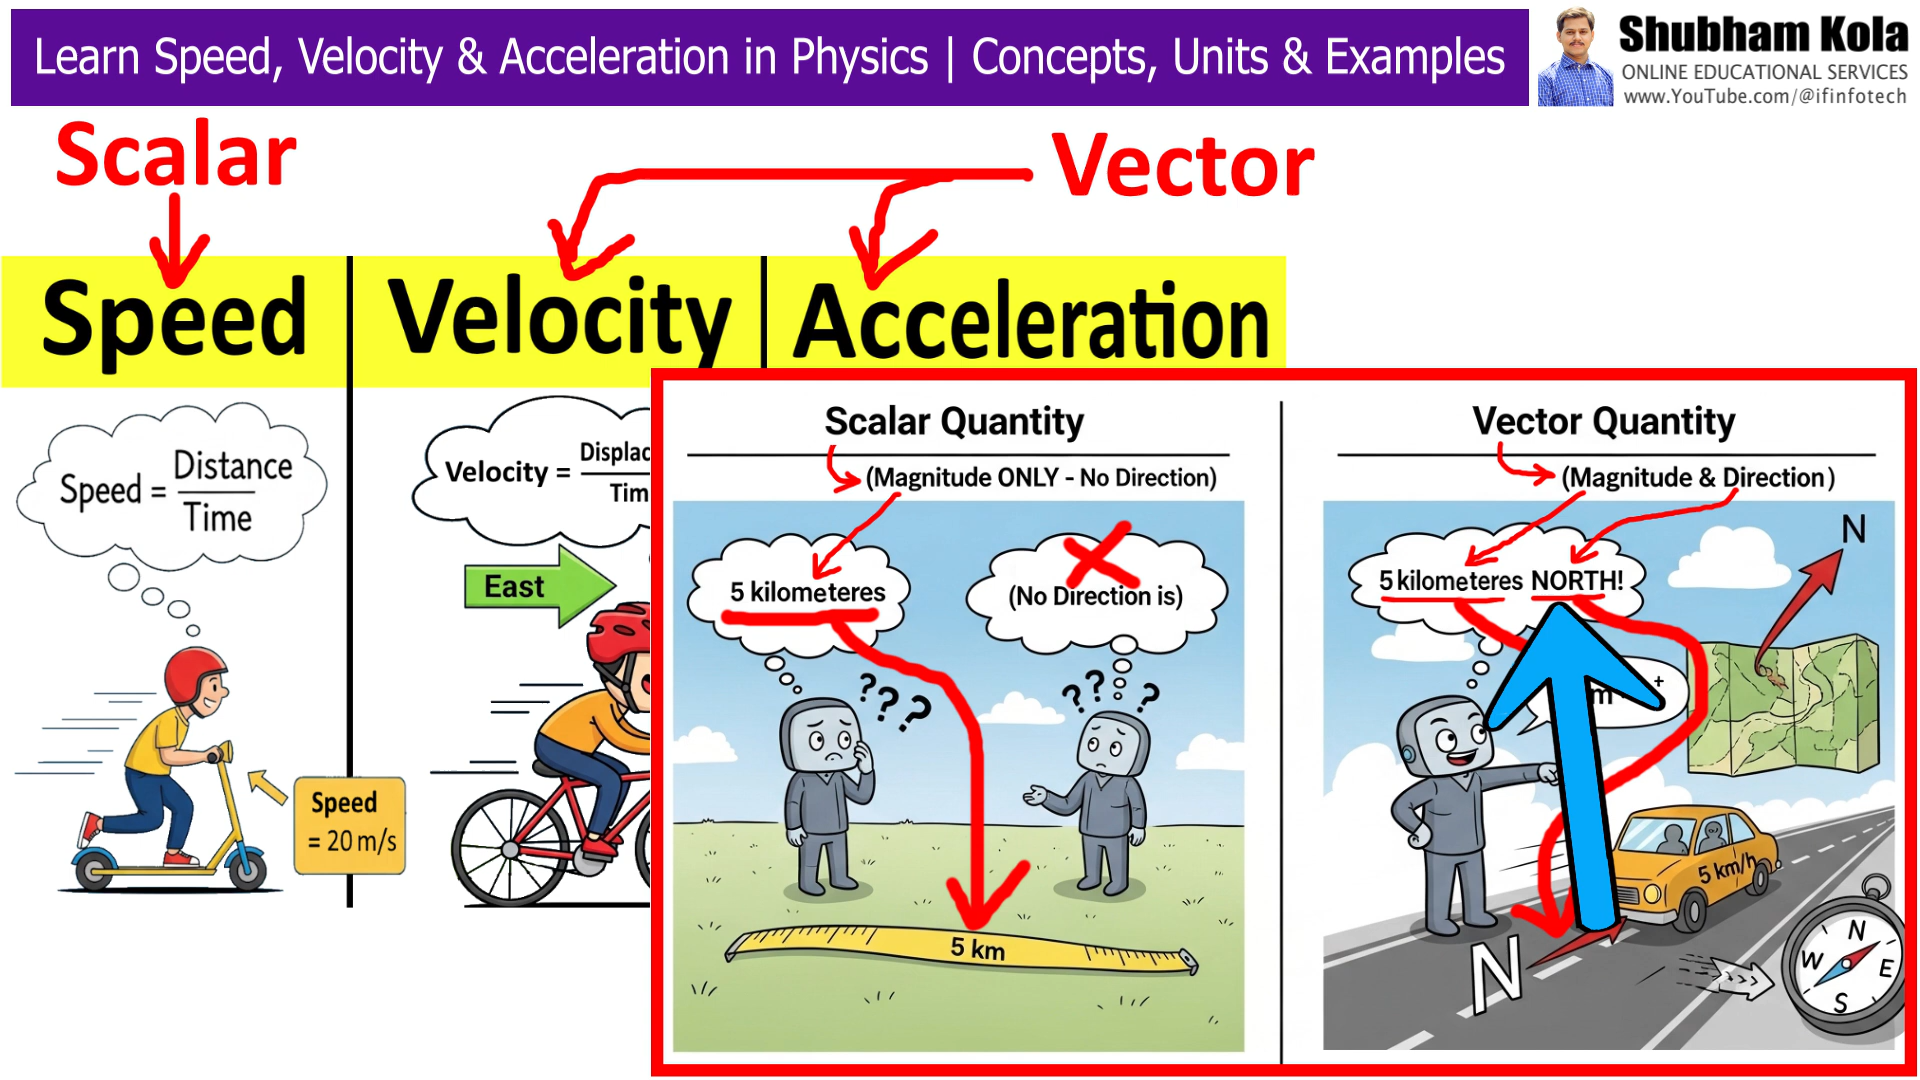 Learn Speed, Velocity & Acceleration in Physics | Concepts, Units & Examples
Shubham Kola
ONLINE EDUCATIONAL SERVICES
www.YouTube.com/@ifinfotech
Scalar
Vector
Speed
Velocity
Acceleration
Speed = Distance
Time
Velocity = Displac
Tim
East
Speed
= 20 m/s
Scalar Quantity
(Magnitude ONLY - No Direction)
5 kilometeres
(No Direction is)
???
?? ?
5 km
Vector Quantity
(Magnitude & Direction)
5 kilometeres NORTH!
N
m +
5 km/h
N
N
W
E
S